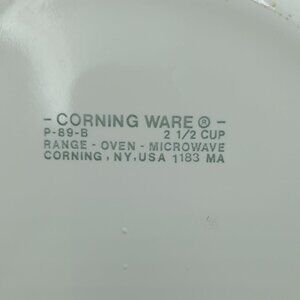 - CORNING WARE ® -
P-89-B 2 1/2 CUP
RANGE - OVEN - MICROWAVE
CORNING, NY, USA 1183 MA